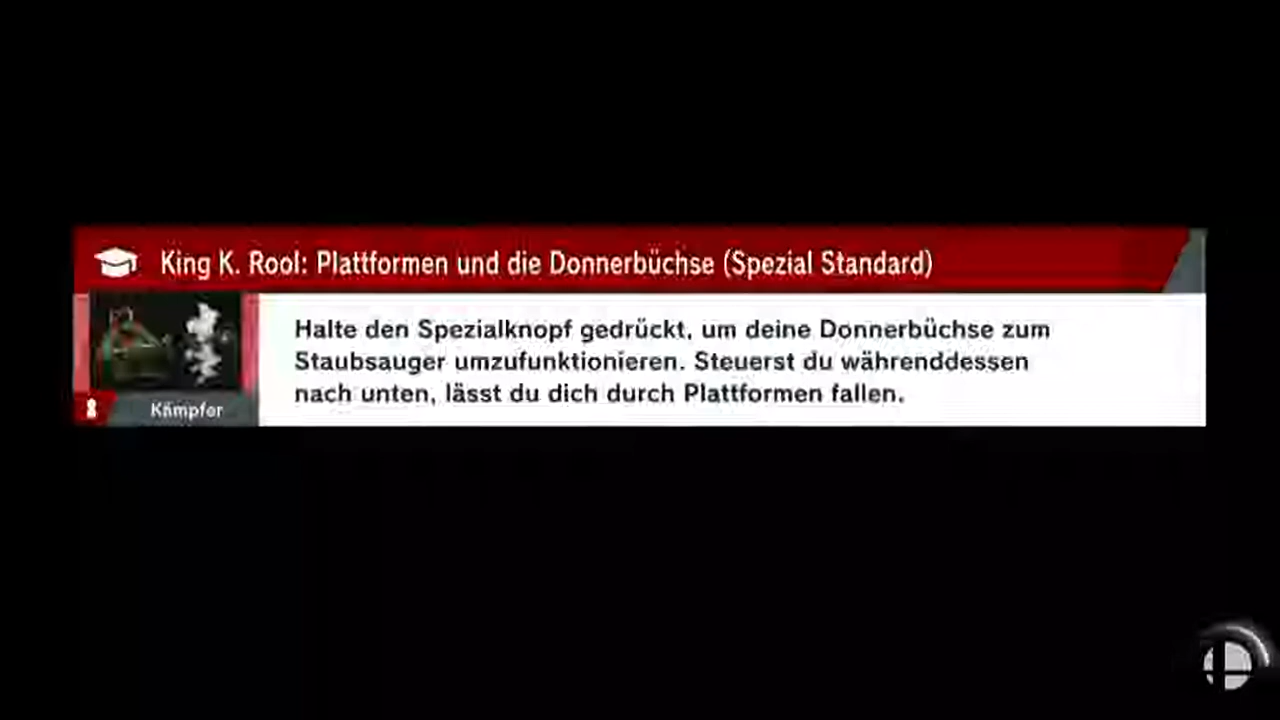 King K. Rool: Plattformen und die Donnerbüchse (Spezial Standard)
Halte den Spezialknopf gedrückt, um deine Donnerbüchse zum
Staubsauger umzufunktionieren. Steuerst du währenddessen
nach unten, lässt du dich durch Plattformen fallen.
Kämpfer